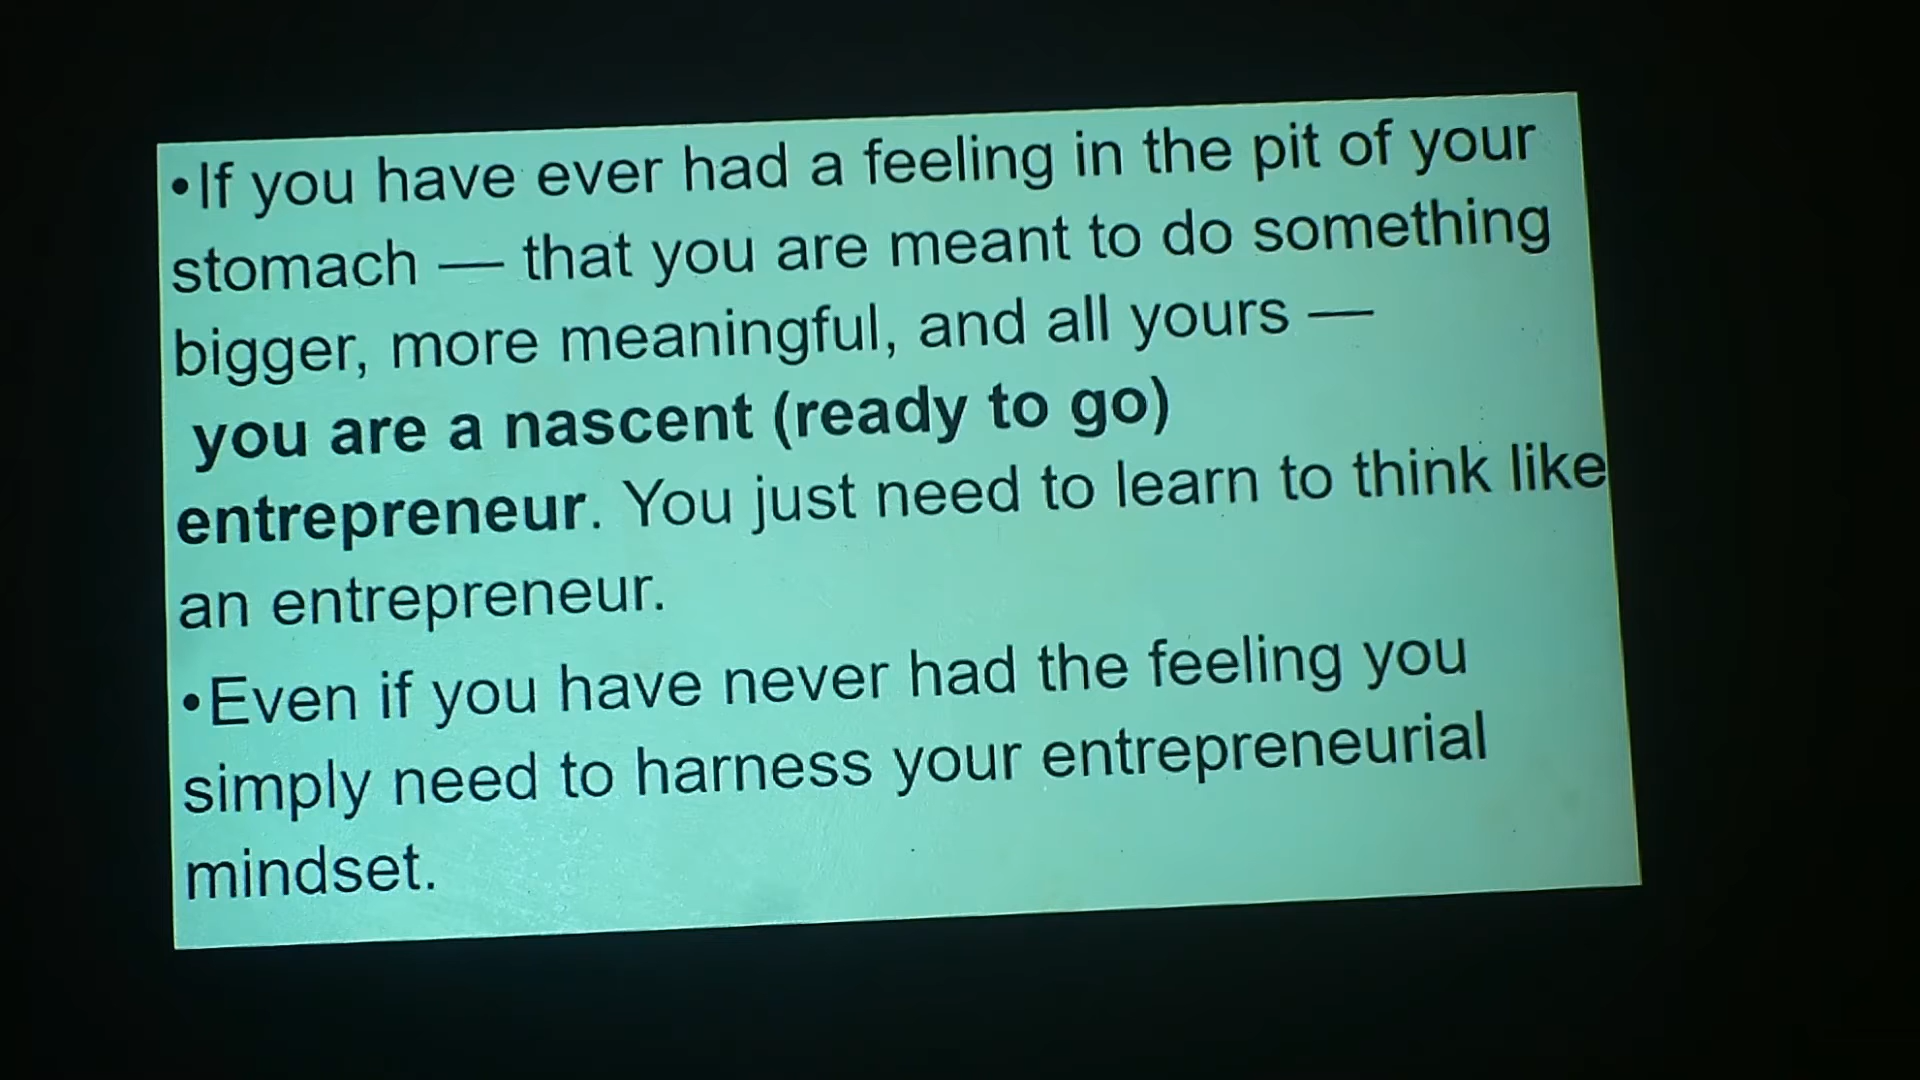 •If you have ever had a feeling in the pit of your
stomach — that you are meant to do something
bigger, more meaningful, and all yours —
you are a nascent (ready to go)
entrepreneur. You just need to learn to think like
an entrepreneur.
•Even if you have never had the feeling you
simply need to harness your entrepreneurial
mindset.